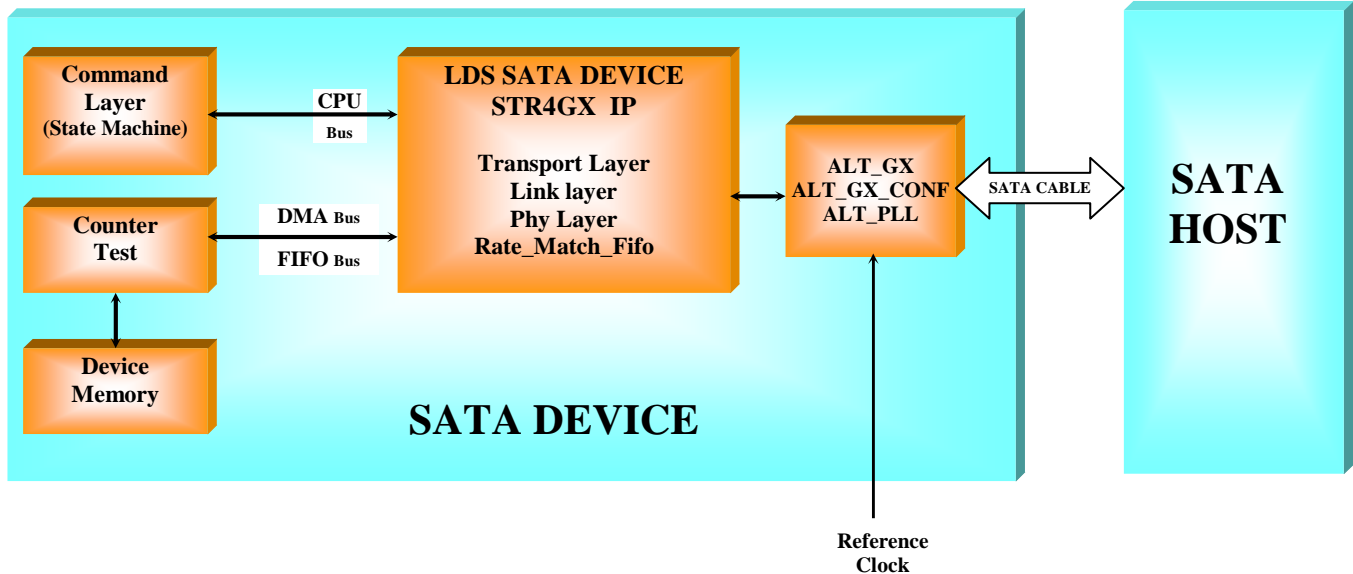 Command
Layer
(State Machine)
CPU
Bus
LDS SATA DEVICE
STR4GX IP
Transport Layer
Link layer
Phy Layer
Rate_Match_Fifo
Counter
Test
DMA Bus
FIFO Bus
Device
Memory
ALT_GX
ALT_GX_CONF
ALT_PLL
SATA CABLE
SATA
HOST
SATA DEVICE
Reference
Clock